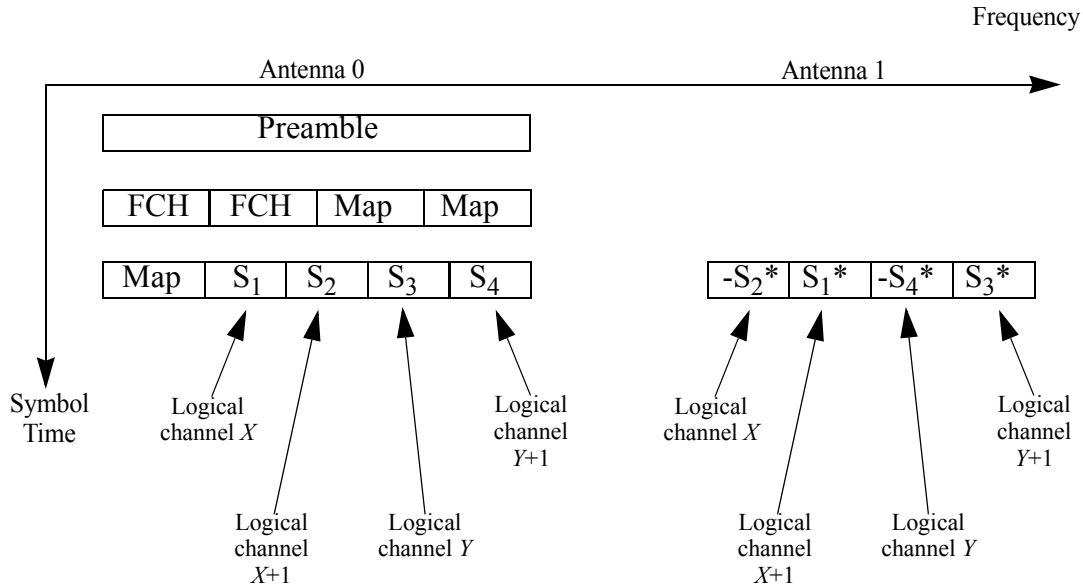 Frequency
Antenna 0 Antenna 1
Preamble
FCH FCH Map Map
Map S1 S2 S3 S4 -S2* S1* -S4* S3*
Symbol
Time
Logical
channel X
Logical
channel
Y+1
Logical
channel X
Logical
channel
Y+1
Logical
channel
X+1
Logical
channel Y
Logical
channel
X+1
Logical
channel Y